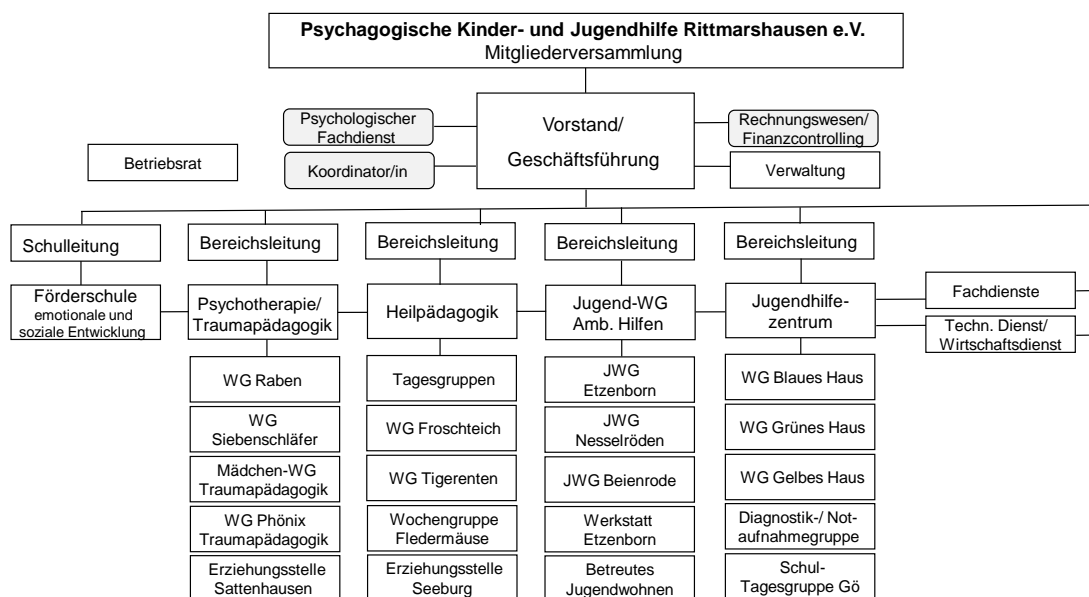 Psychagogische Kinder- und Jugendhilfe Rittmarshausen e.V.
Mitgliederversammlung
Psychologischer
Fachdienst
Koordinator/in
Vorstand/
Geschäftsführung
Rechnungswesen/
Finanzcontrolling
Verwaltung
Betriebsrat
Schulleitung
Bereichsleitung
Bereichsleitung
Bereichsleitung
Bereichsleitung
Förderschule
emotionale und
soziale Entwicklung
Psychotherapie/
Traumapädagogik
Heilpädagogik
Jugend-WG
Amb. Hilfen
Jugendhilfe-
zentrum
Fachdienste
Techn. Dienst/
Wirtschaftsdienst
WG Raben
WG
Siebenschläfer
Mädchen-WG
Traumapädagogik
WG Phönix
Traumapädagogik
Erziehungsstelle
Sattenhausen
Tagesgruppen
WG Froschteich
WG Tigerenten
Wochengruppe
Fledermäuse
Erziehungsstelle
Seeburg
JWG
Etzenborn
JWG
Nesselröden
JWG Beienrode
Werkstatt
Etzenborn
Betreutes
Jugendwohnen
WG Blaues Haus
WG Grünes Haus
WG Gelbes Haus
Diagnostik-/ Not-
aufnahmegruppe
Schul-
Tagesgruppe Gö